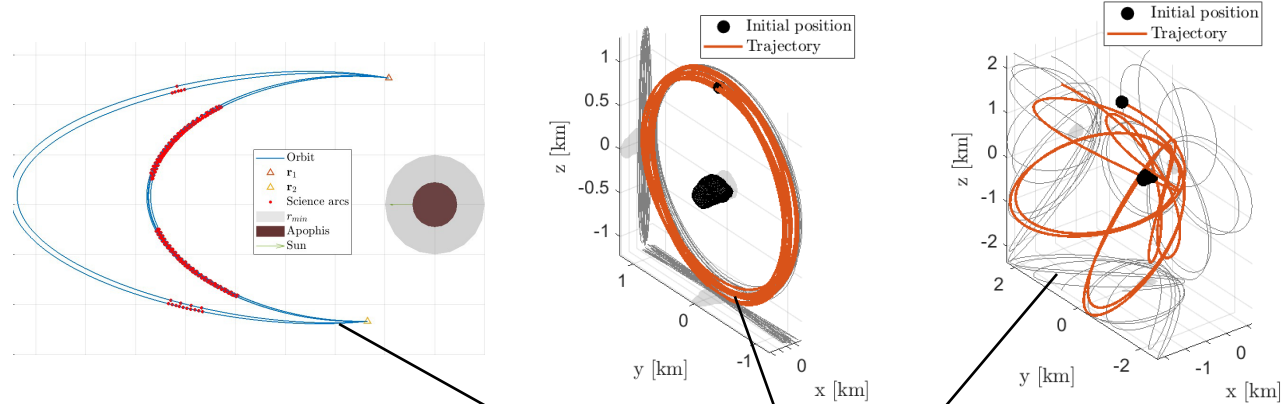 Orbit
r₁
r₂
Science arcs
rₘᵢₙ
Apophis
Sun
Initial position
Trajectory
1
0.5
0
-0.5
-1
z [km]
1
0
-1
y [km]
0
x [km]
Initial position
Trajectory
2
1
0
-1
-2
z [km]
2
0
-2
y [km]
-1
0
x [km]